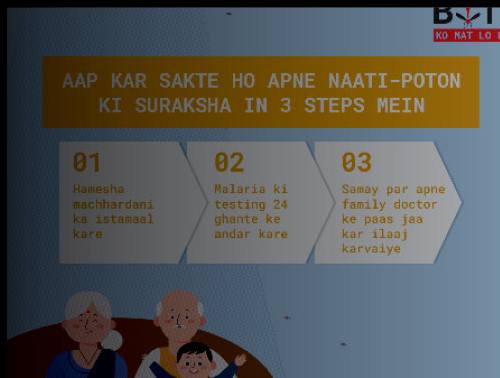 KO MAT LO
AAP KAR SAKTE HO APNE NAATI-POTON
KI SURAKSHA IN 3 STEPS MEIN
01
Hamesha
machhardani
ka istamaal
kare
02
Malaria ki
testing 24
ghante ke
andar kare
03
Samay par apne
family doctor
ke paas jaa
kar ilaaj
karvaiye